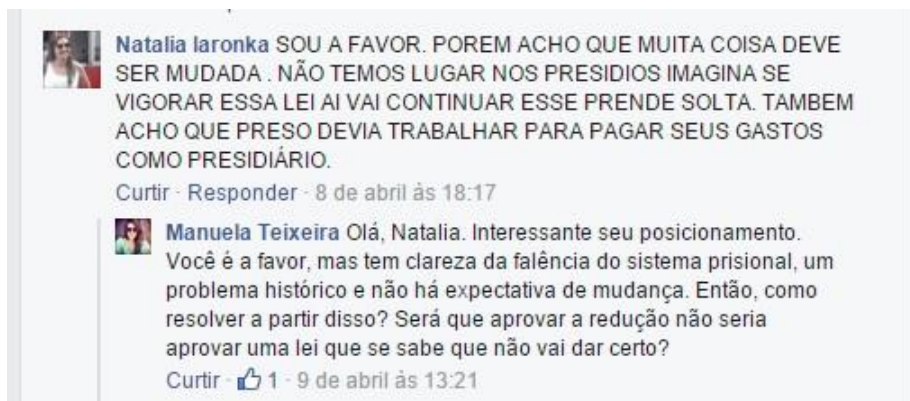 Natalia Iaronka SOU A FAVOR. POREM ACHO QUE MUITA COISA DEVE
SER MUDADA . NÃO TEMOS LUGAR NOS PRESIDIOS IMAGINA SE
VIGORAR ESSA LEI AI VAI CONTINUAR ESSE PRENDE SOLTA. TAMBEM
ACHO QUE PRESO DEVIA TRABALHAR PARA PAGAR SEUS GASTOS
COMO PRESIDIÁRIO.
Curtir · Responder · 8 de abril às 18:17
Manuela Teixeira Olá, Natalia. Interessante seu posicionamento.
Você é a favor, mas tem clareza da falência do sistema prisional, um
problema histórico e não há expectativa de mudança. Então, como
resolver a partir disso? Será que aprovar a redução não seria
aprovar uma lei que se sabe que não vai dar certo?
Curtir · 1 · 9 de abril às 13:21